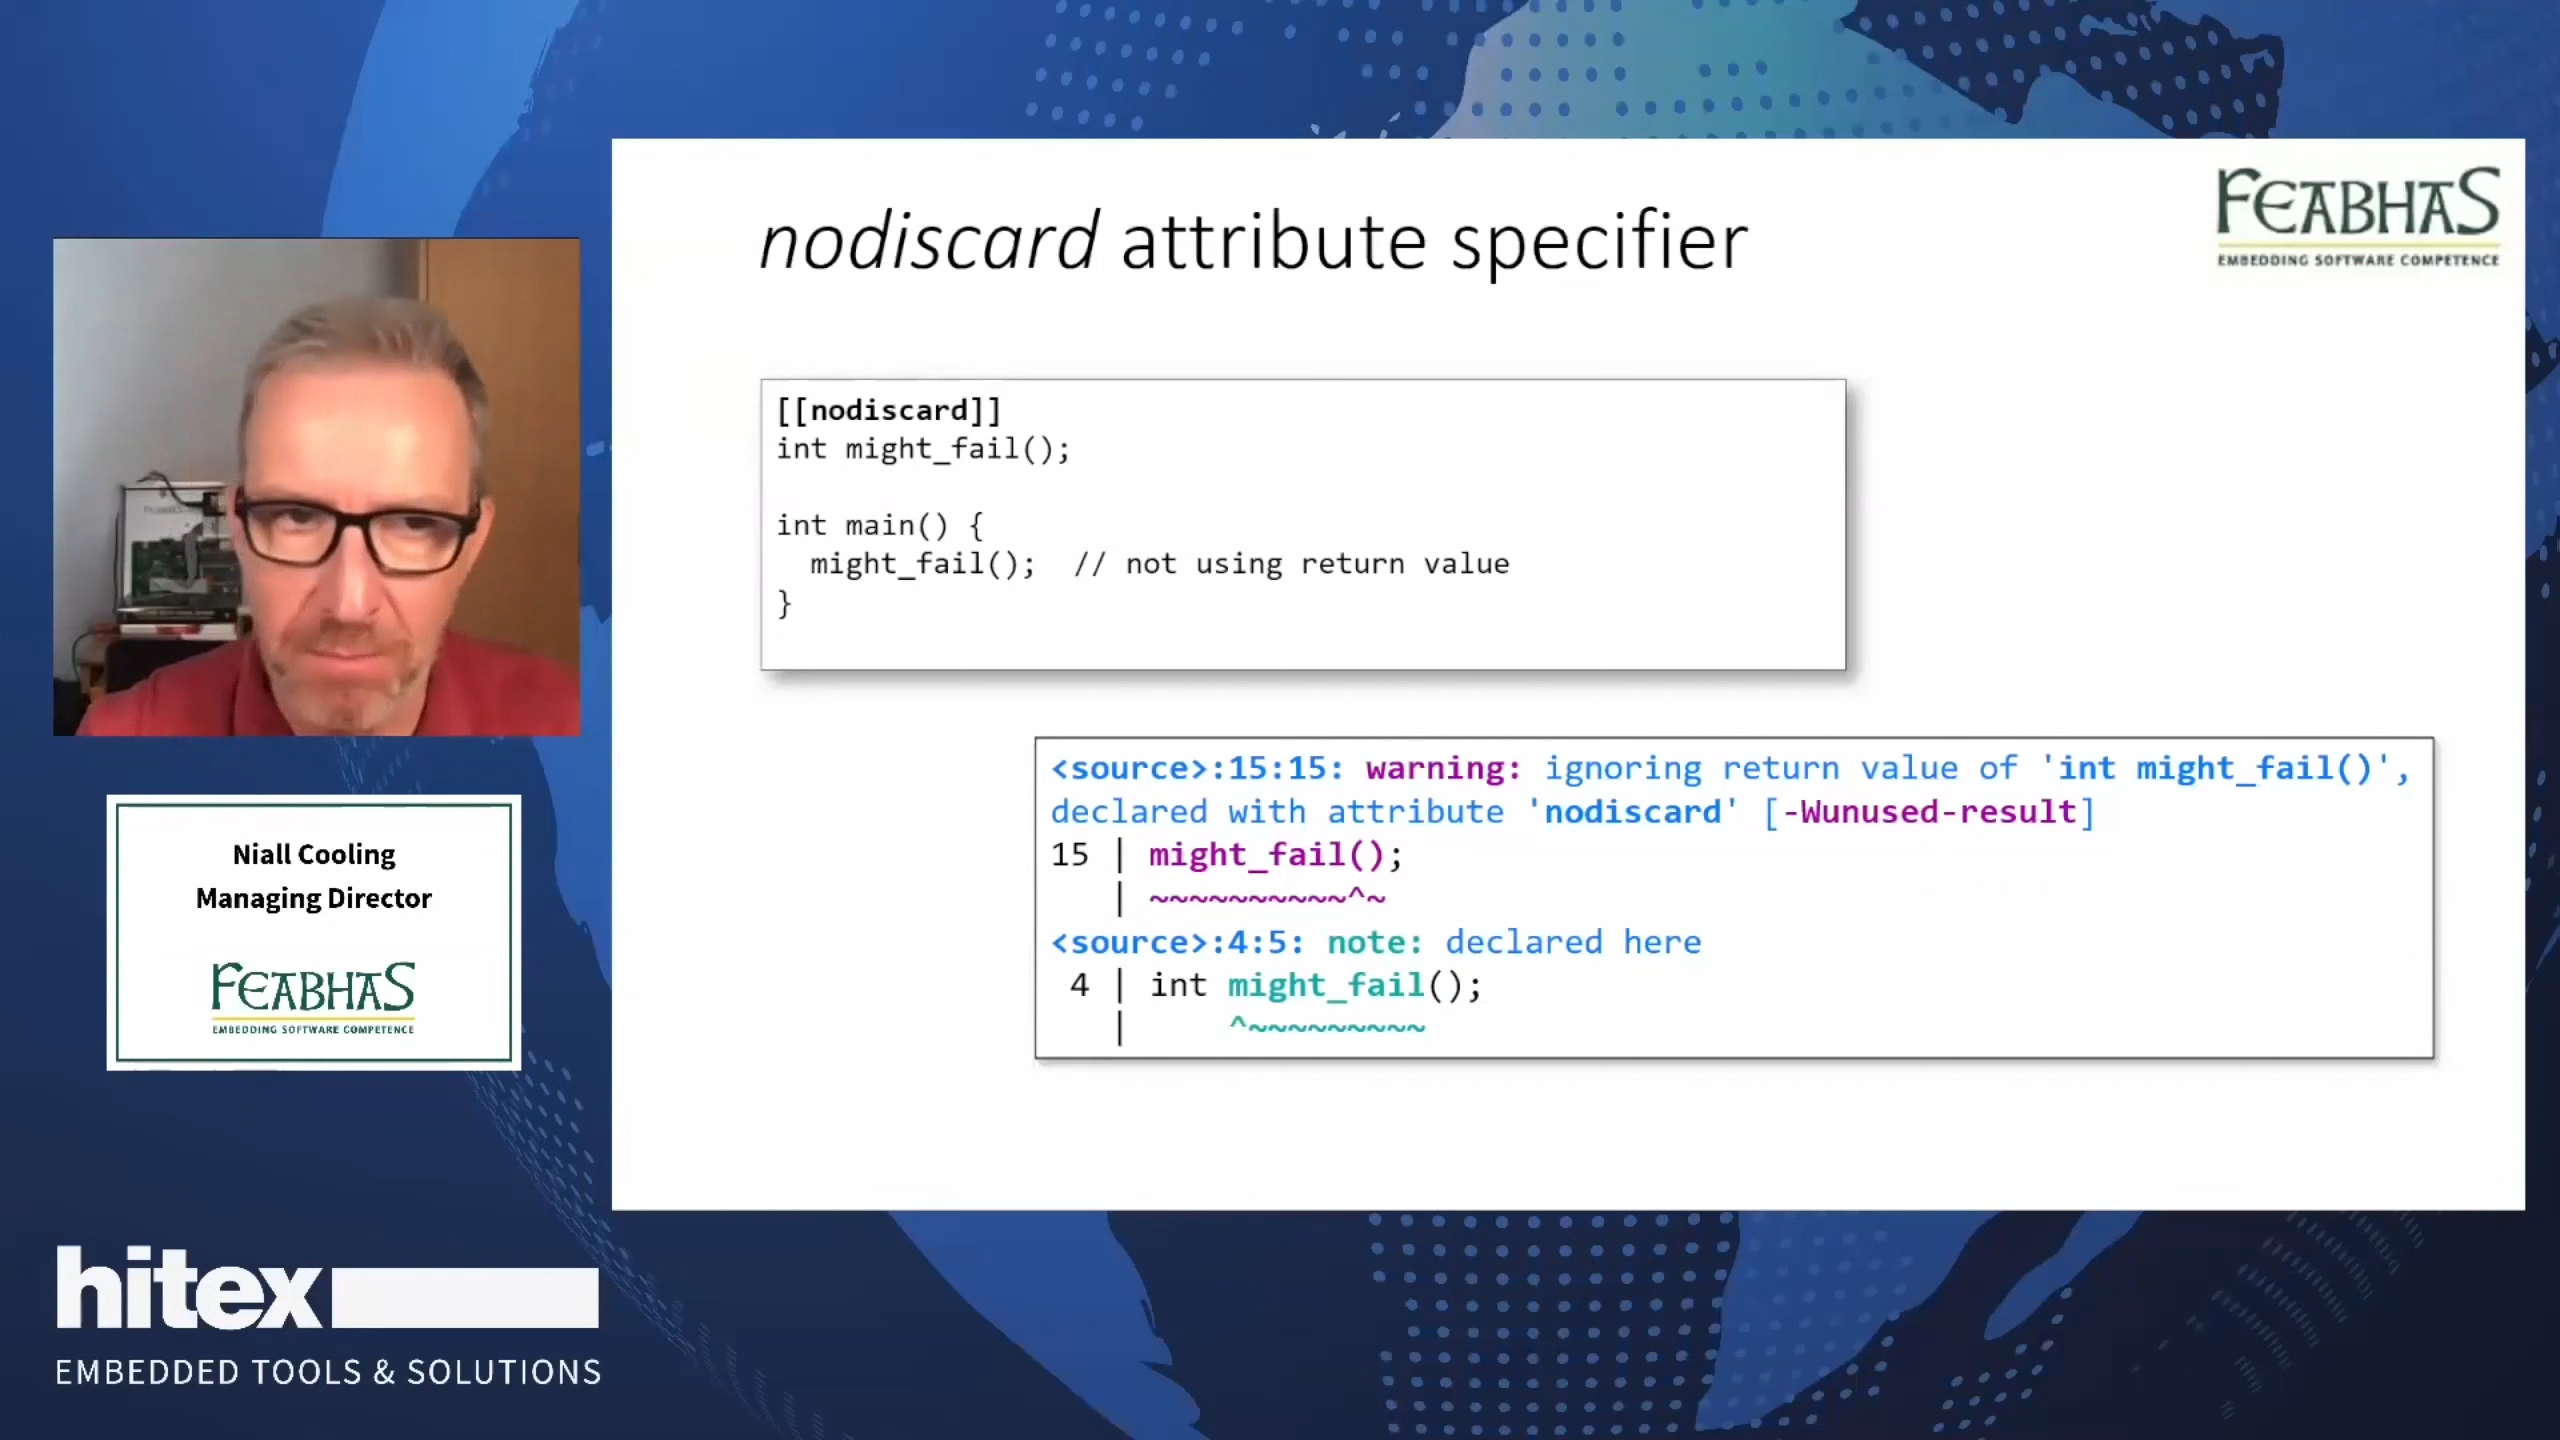 nodiscard attribute specifier
FEABHAS
EMBEDDING SOFTWARE COMPETENCE
[[nodiscard]]
int might_fail();
int main() {
  might_fail();  // not using return value
}
<source>:15:15: warning: ignoring return value of 'int might_fail()',
declared with attribute 'nodiscard' [-Wunused-result]
15 | might_fail();
   | ~~~~~~~~~~^~
<source>:4:5: note: declared here
 4 | int might_fail();
   |     ^~~~~~~~~~
Niall Cooling
Managing Director
FEABHAS
EMBEDDING SOFTWARE COMPETENCE
hitex
EMBEDDED TOOLS & SOLUTIONS